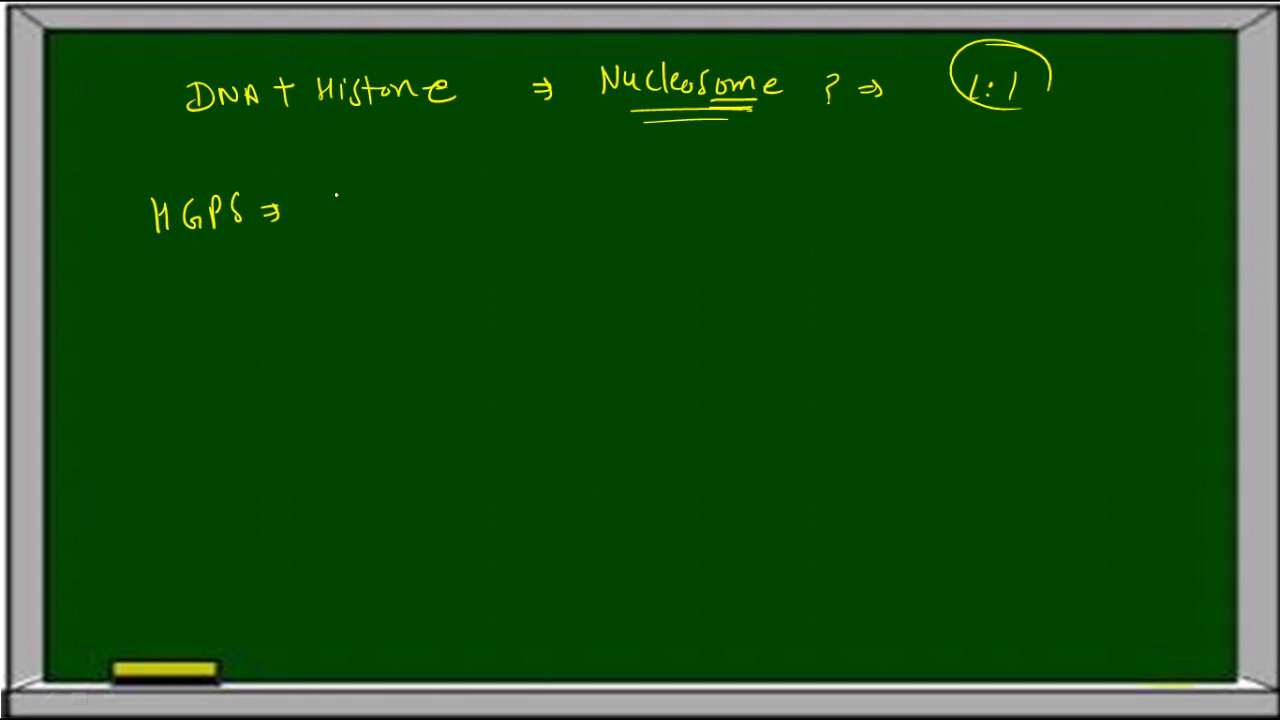 DNA + Histone ⇒ Nucleosome ? ⇒ 1:1
HGPS ⇒